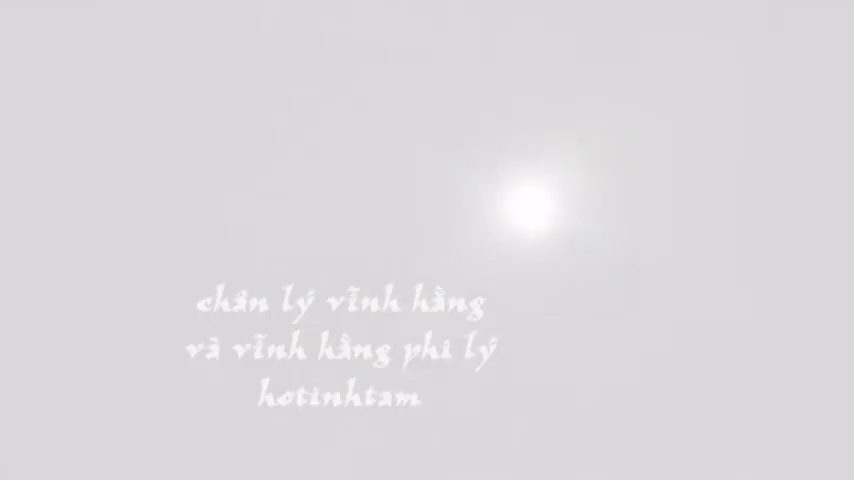 chân lý vĩnh hằng
và vĩnh hằng phi lý
hotinhtam